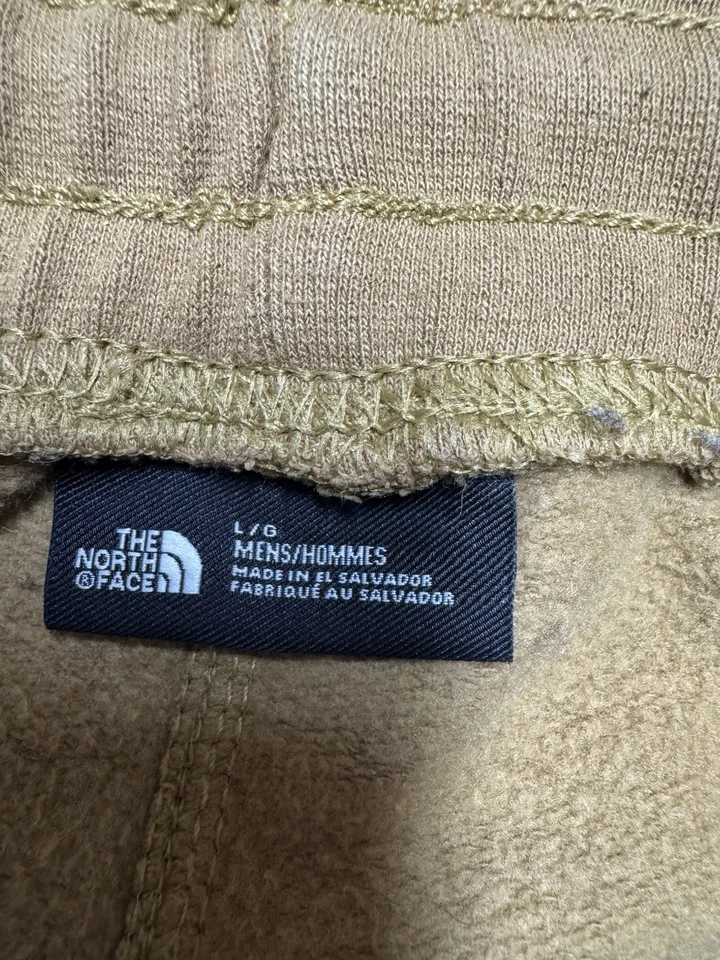 THE
NORTH
® FACE
L/G
MENS/HOMMES
MADE IN EL SALVADOR
FABRIQUÉ AU SALVADOR